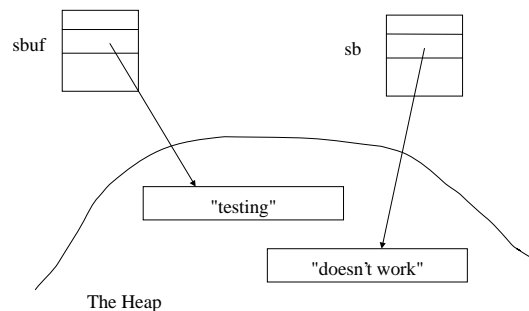 sbuf
sb
"testing"
"doesn't work"
The Heap